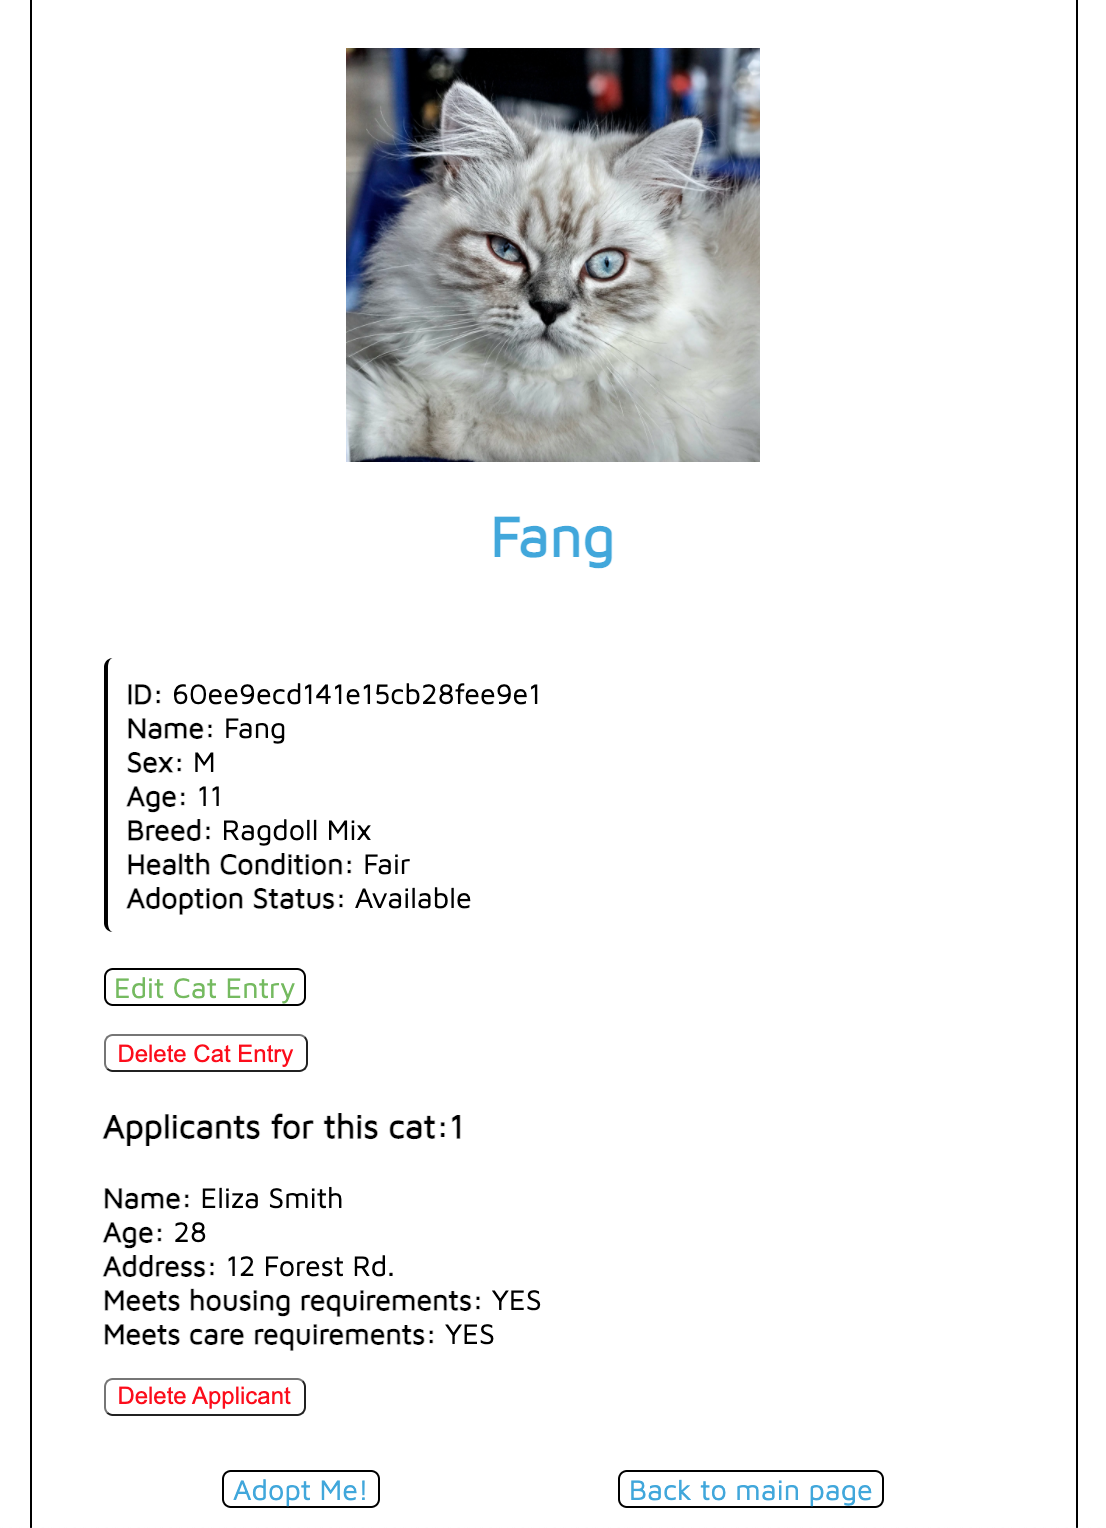 Fang
ID: 60ee9ecd141e15cb28fee9e1
Name: Fang
Sex: M
Age: 11
Breed: Ragdoll Mix
Health Condition: Fair
Adoption Status: Available
Edit Cat Entry
Delete Cat Entry
Applicants for this cat:1
Name: Eliza Smith
Age: 28
Address: 12 Forest Rd.
Meets housing requirements: YES
Meets care requirements: YES
Delete Applicant
Adopt Me!
Back to main page